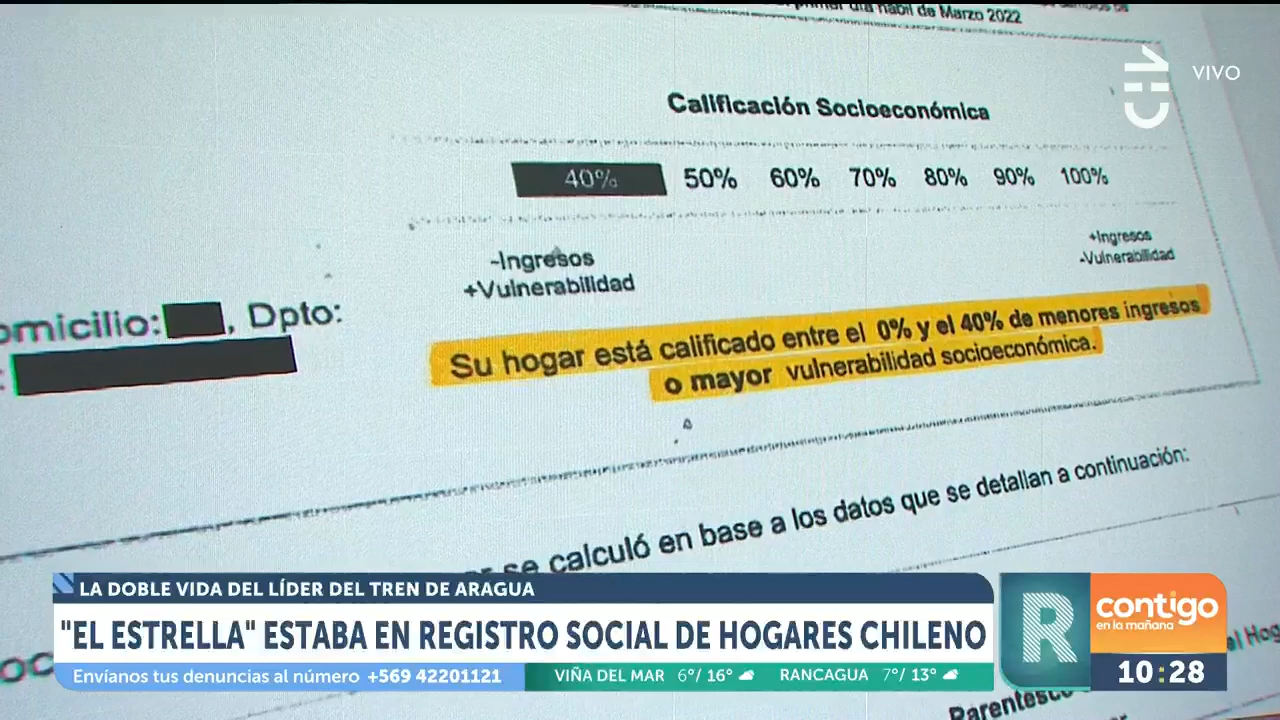 primer día hábil de Marzo 2022
CHV
VIVO
Calificación Socioeconómica
40% 50% 60% 70% 80% 90% 100%
-Ingresos
+Vulnerabilidad
+Ingresos
-Vulnerabilidad
omicilio: , Dpto:
:
Su hogar está calificado entre el 0% y el 40% de menores ingresos
o mayor vulnerabilidad socioeconómica.
se calculó en base a los datos que se detallan a continuación:
LA DOBLE VIDA DEL LÍDER DEL TREN DE ARAGUA
"EL ESTRELLA" ESTABA EN REGISTRO SOCIAL DE HOGARES CHILENO
Envíanos tus denuncias al número +569 42201121
VIÑA DEL MAR 6°/ 16° RANCAGUA 7°/ 13°
R
contigo
en la mañana
10:28
Parentesco